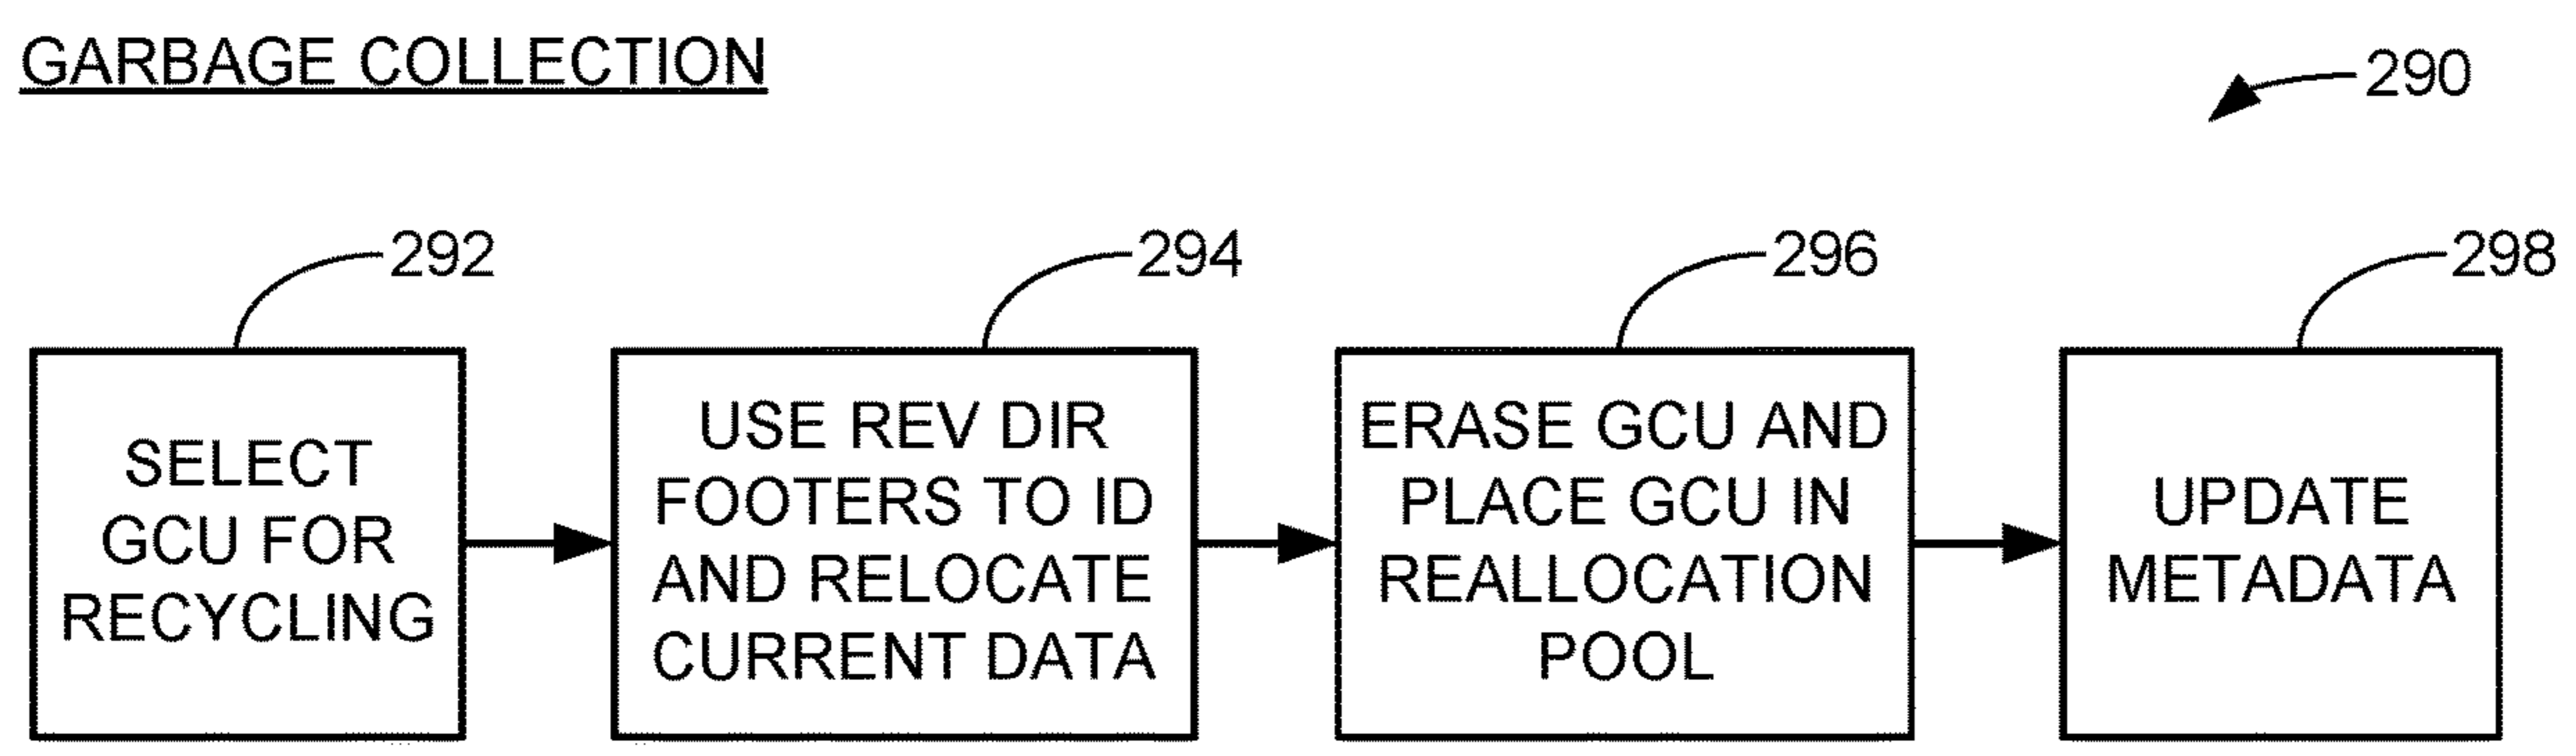 GARBAGE COLLECTION
290
292
294
296
298
SELECT
GCU FOR
RECYCLING
USE REV DIR
FOOTERS TO ID
AND RELOCATE
CURRENT DATA
ERASE GCU AND
PLACE GCU IN
REALLOCATION
POOL
UPDATE
METADATA